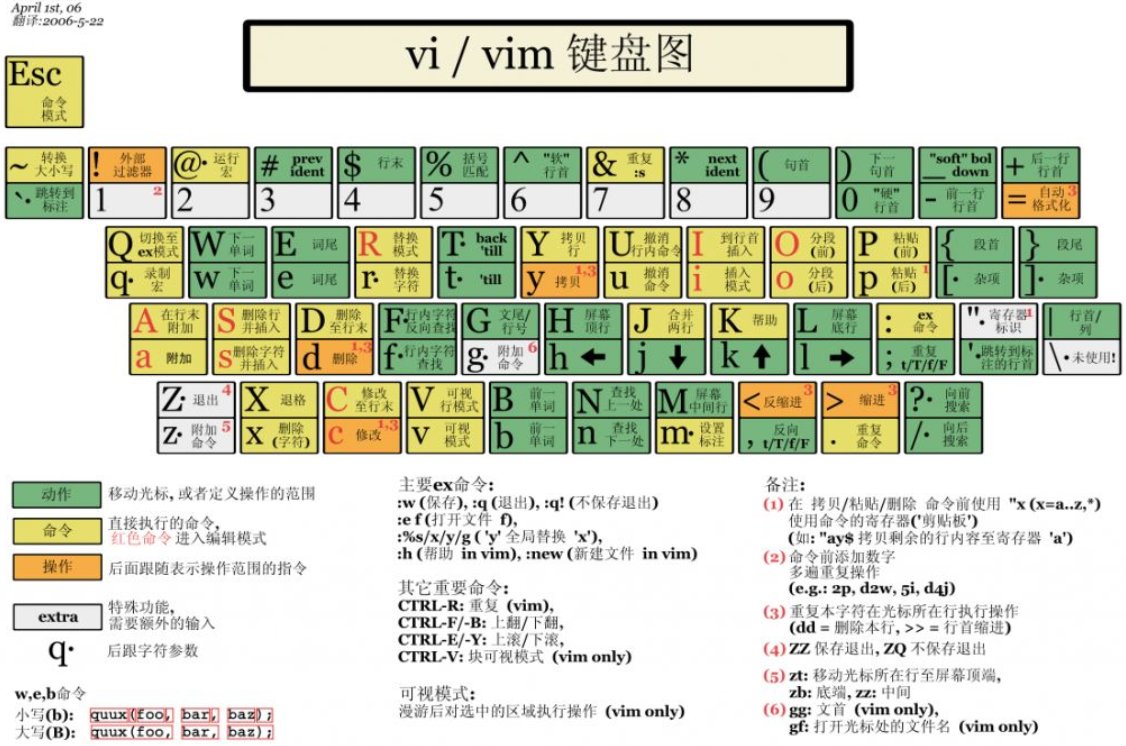 April 1st, 06
翻译:2006-5-22
vi / vim 键盘图
Esc 命令模式
~ 转换大小写
! 外部过滤器
@· 运行宏
# prev ident
$ 行末
% 括号匹配
^ "软"行首
& 重复 :s
* next ident
( 句首
) 下一句首
_ "soft" bol down
+ 后一行行首
`· 跳转到标注
1 2
2
3
4
5
6
7
8
9
0 "硬"行首
- 前一行行首
= 自动格式化 3
Q 切换至ex模式
W 下一单词
E 词尾
R 替换模式
T· back 'till
Y 拷贝行
U 撤消行内命令
I 到行首插入
O 分段(前)
P 粘贴(前)
{ 段首
} 段尾
q· 录制宏
w 下一单词
e 词尾
r· 替换字符
t· 'till
y 拷贝 1,3
u 撤消命令
i 插入模式
o 分段(后)
p 粘贴(后) 1
[· 杂项
]· 杂项
A 在行末附加
S 删除行并插入
D 删除至行末
F· 行内字符反向查找
G 文尾/行号
H 屏幕顶行
J 合并两行
K 帮助
L 屏幕底行
: ex 命令
"· 寄存器标识 1
| 行首/列
a 附加
s 删除字符并插入
d 删除 1,3
f· 行内字符查找
g· 附加命令 6
h ←
j ↓
k ↑
l →
; 重复 t/T/f/F
'· 跳转到标注的行首
\· 未使用!
Z· 退出 4
X 退格
C 修改至行末
V 可视行模式
B 前一单词
N 查找上一处
M 屏幕中间行
< 反缩进 3
> 缩进 3
?· 向前搜索
z· 附加命令 5
x 删除(字符)
c 修改 1,3
v 可视模式
b 前一单词
n 查找下一处
m· 设置标注
, 反向 t/T/f/F
. 重复命令
/· 向后搜索
动作 移动光标, 或者定义操作的范围
命令 直接执行的命令,
红色命令 进入编辑模式
操作 后面跟随表示操作范围的指令
extra 特殊功能,
需要额外的输入
q· 后跟字符参数
w,e,b命令
小写(b): quux(foo, bar, baz);
大写(B): quux(foo, bar, baz);
主要ex命令:
:w (保存), :q (退出), :q! (不保存退出)
:e f (打开文件 f),
:%s/x/y/g ( 'y' 全局替换 'x'),
:h (帮助 in vim), :new (新建文件 in vim)
其它重要命令:
CTRL-R: 重复 (vim),
CTRL-F/-B: 上翻/下翻,
CTRL-E/-Y: 上滚/下滚,
CTRL-V: 块可视模式 (vim only)
可视模式:
漫游后对选中的区域执行操作 (vim only)
备注:
(1) 在 拷贝/粘贴/删除 命令前使用 "x (x=a..z,*)
使用命令的寄存器('剪贴板')
(如: "ay$ 拷贝剩余的行内容至寄存器 'a')
(2) 命令前添加数字
多遍重复操作
(e.g.: 2p, d2w, 5i, d4j)
(3) 重复本字符在光标所在行执行操作
(dd = 删除本行, >> = 行首缩进)
(4) ZZ 保存退出, ZQ 不保存退出
(5) zt: 移动光标所在行至屏幕顶端,
zb: 底端, zz: 中间
(6) gg: 文首 (vim only),
gf: 打开光标处的文件名 (vim only)